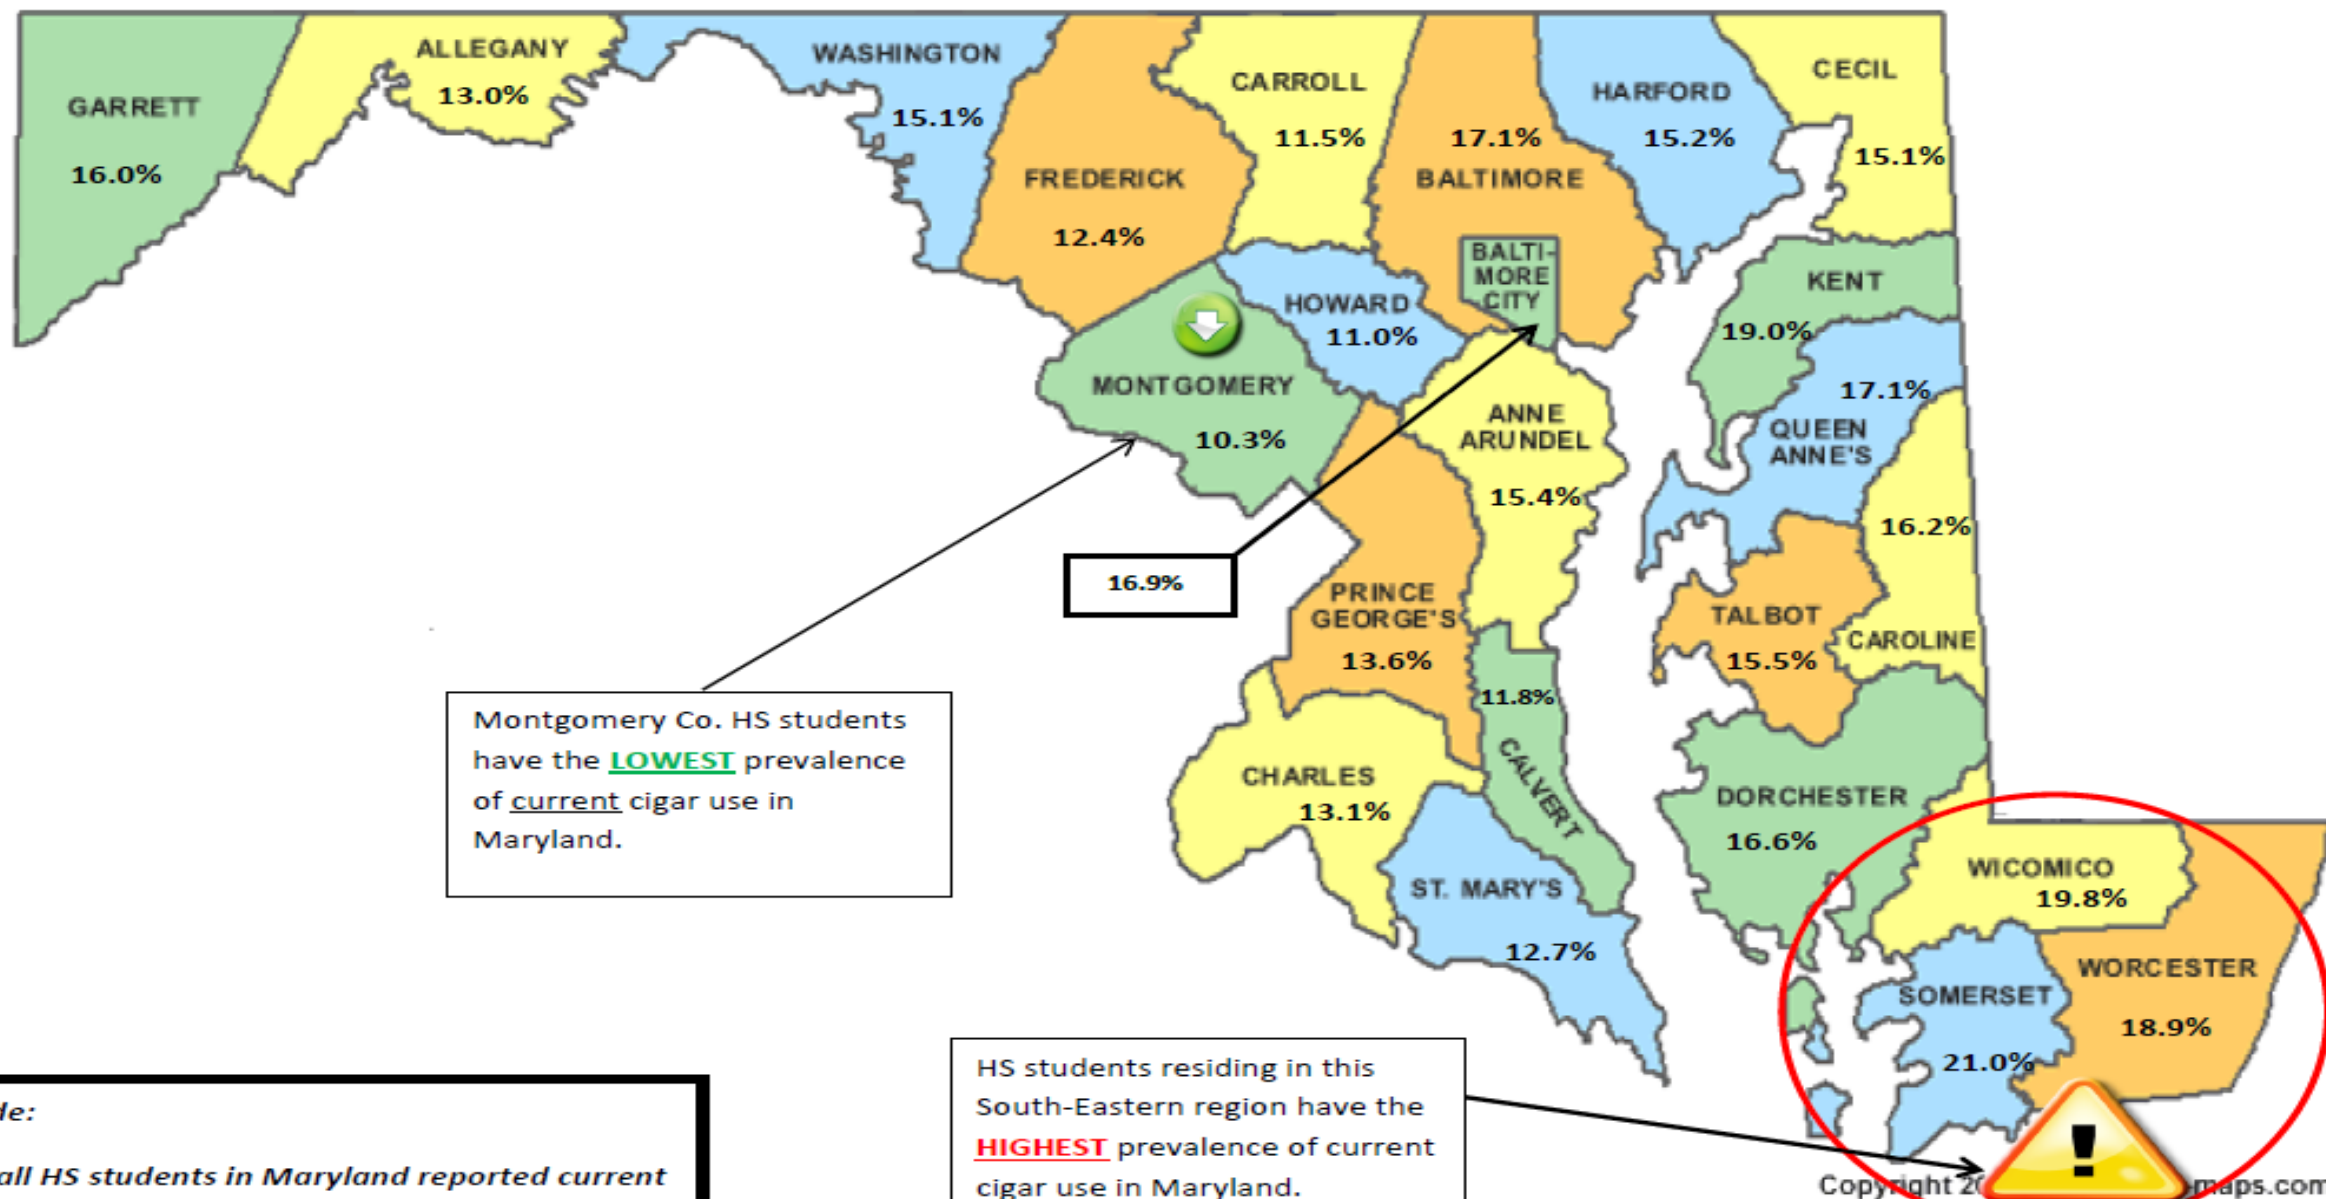 ALLEGANY
13.0%
WASHINGTON
15.1%
GARRETT
16.0%
FREDERICK
12.4%
CARROLL
11.5%
17.1%
BALTIMORE
HARFORD
15.2%
CECIL
15.1%
BALTI-
MORE
CITY
KENT
19.0%
HOWARD
11.0%
MONTGOMERY
10.3%
17.1%
QUEEN
ANNE'S
ANNE
ARUNDEL
15.4%
16.2%
CAROLINE
16.9%
PRINCE
GEORGE'S
13.6%
TALBOT
15.5%
11.8%
CALVERT
Montgomery Co. HS students
have the LOWEST prevalence
of current cigar use in
Maryland.
CHARLES
13.1%
DORCHESTER
16.6%
ST. MARY'S
12.7%
WICOMICO
19.8%
WORCESTER
18.9%
SOMERSET
21.0%
HS students residing in this
South-Eastern region have the
HIGHEST prevalence of current
cigar use in Maryland.
de:
all HS students in Maryland reported current
!
Copyright 20
maps.com